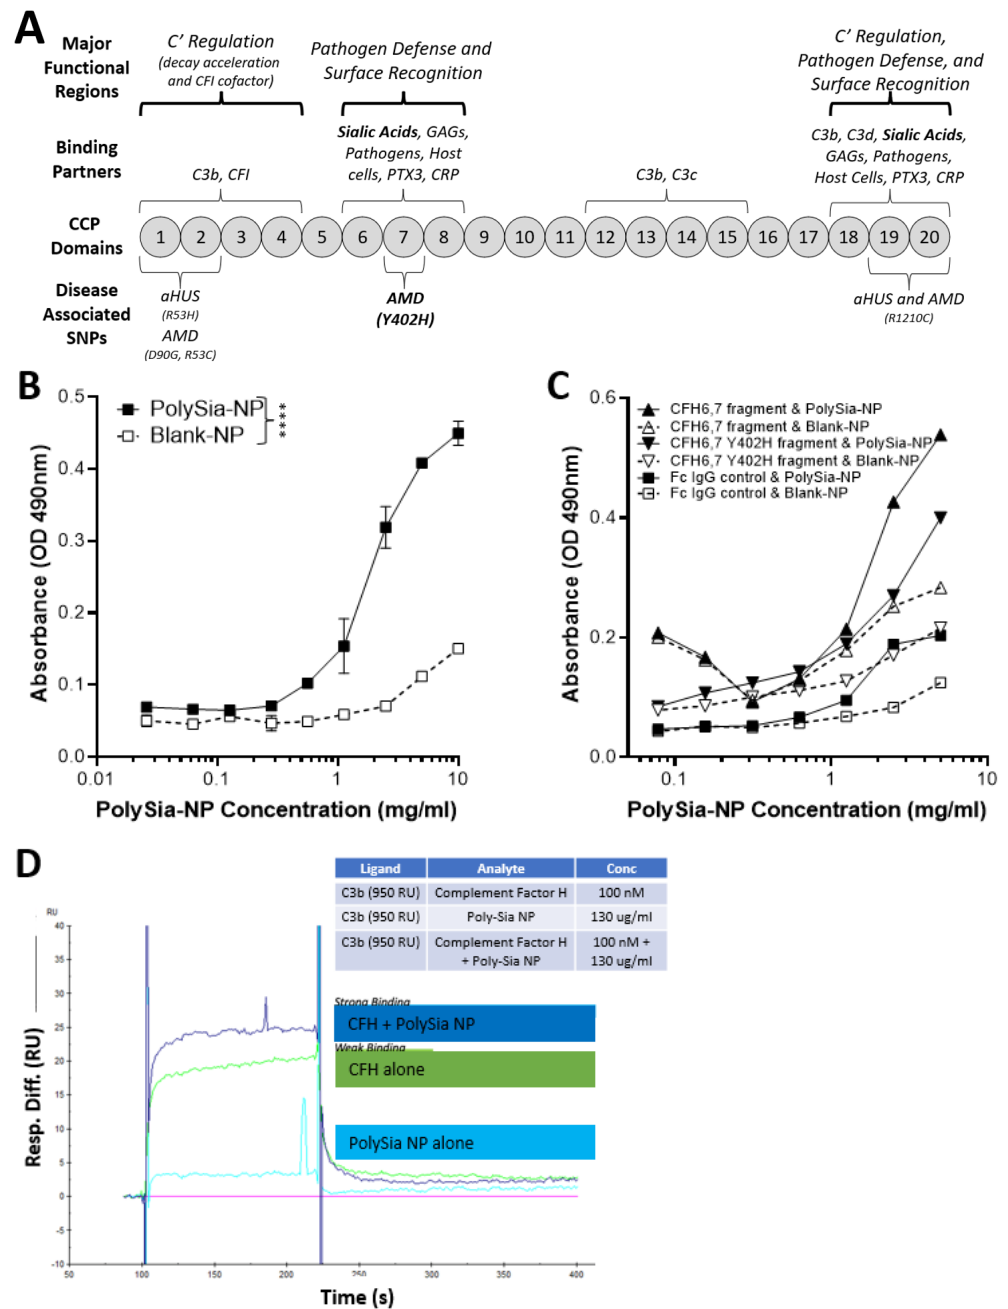 A
Major
Functional
Regions
C' Regulation
(decay acceleration
and CFI cofactor)
Pathogen Defense and
Surface Recognition
C' Regulation,
Pathogen Defense, and
Surface Recognition
Binding
Partners
C3b, CFI
Sialic Acids, GAGs,
Pathogens, Host
cells, PTX3, CRP
C3b, C3c
C3b, C3d, Sialic Acids,
GAGs, Pathogens,
Host Cells, PTX3, CRP
CCP
Domains
1 2 3 4 5 6 7 8 9 10 11 12 13 14 15 16 17 18 19 20
Disease
Associated
SNPs
aHUS
(R53H)
AMD
(D90G, R53C)
AMD
(Y402H)
aHUS and AMD
(R1210C)
B
Absorbance (OD 490nm)
0.5
0.4
0.3
0.2
0.1
0.0
PolySia-NP
Blank-NP
****
0.01 0.1 1 10
PolySia-NP Concentration (mg/ml)
C
Absorbance (OD 490nm)
0.6
0.4
0.2
0.0
CFH6,7 fragment & PolySia-NP
CFH6,7 fragment & Blank-NP
CFH6,7 Y402H fragment & PolySia-NP
CFH6,7 Y402H fragment & Blank-NP
Fc IgG control & PolySia-NP
Fc IgG control & Blank-NP
0.1 1 10
PolySia-NP Concentration (mg/ml)
D
Ligand Analyte Conc
C3b (950 RU) Complement Factor H 100 nM
C3b (950 RU) Poly-Sia NP 130 ug/ml
C3b (950 RU) Complement Factor H + Poly-Sia NP 100 nM + 130 ug/ml
RU
Resp. Diff. (RU)
40
35
30
25
20
15
10
5
0
-5
-10
Strong Binding
CFH + PolySia NP
Weak Binding
CFH alone
PolySia NP alone
50 100 150 200 250 300 350 400
Time (s)